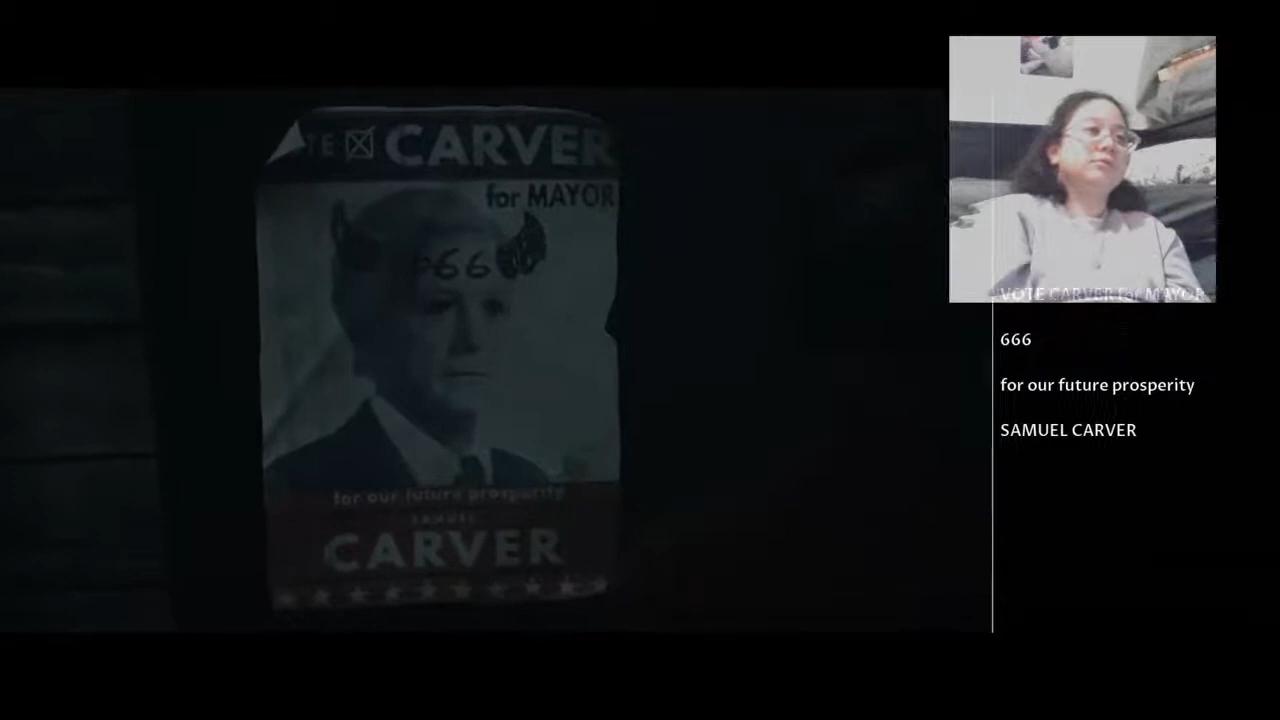 TE CARVER
for MAYOR
666
for our future prosperity
SAMUEL
CARVER
VOTE CARVER for MAYOR
666
for our future prosperity
SAMUEL CARVER